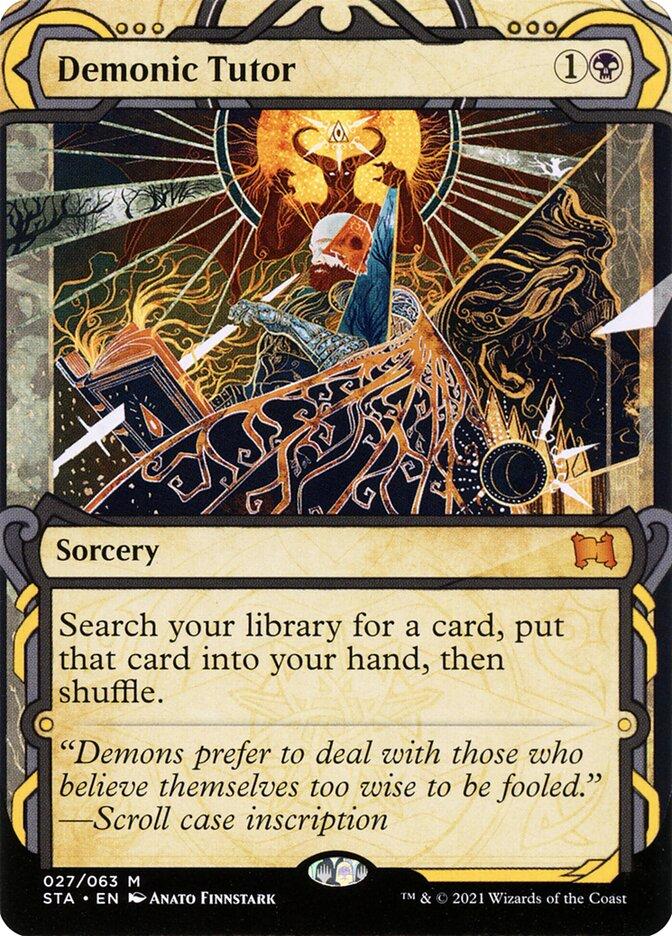 Demonic Tutor 1
Sorcery
Search your library for a card, put
that card into your hand, then
shuffle.
“Demons prefer to deal with those who
believe themselves too wise to be fooled.”
—Scroll case inscription
027/063 M
STA • EN Anato Finnstark
™ & © 2021 Wizards of the Coast